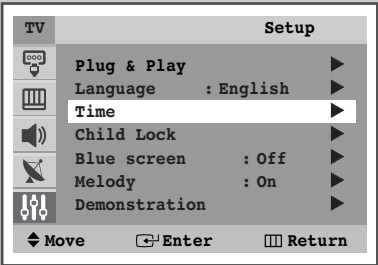 TV Setup
Plug & Play
Language : English
Time
Child Lock
Blue screen : Off
Melody : On
Demonstration
Move Enter Return